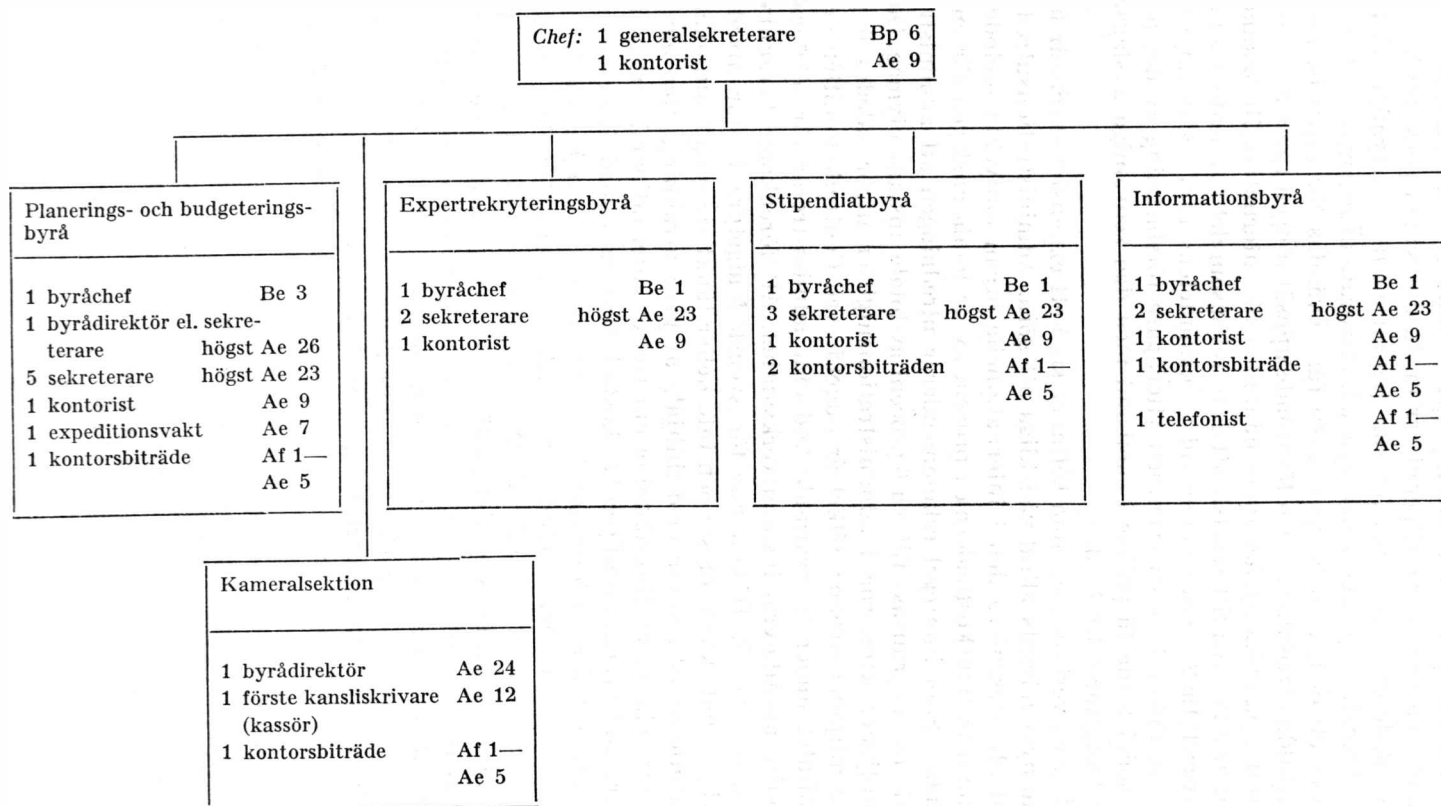 Chef: 1 generalsekreterare Bp 6
1 kontorist Ae 9
Planerings- och budgeterings-
byrå
1 byråchef Be 3
1 byrådirektör el. sekre-
terare högst Ae 26
5 sekreterare högst Ae 23
1 kontorist Ae 9
1 expeditionsvakt Ae 7
1 kontorsbiträde Af 1—
Ae 5
Expertrekryteringsbyrå
1 byråchef Be 1
2 sekreterare högst Ae 23
1 kontorist Ae 9
Stipendiatbyrå
1 byråchef Be 1
3 sekreterare högst Ae 23
1 kontorist Ae 9
2 kontorsbiträden Af 1—
Ae 5
Informationsbyrå
1 byråchef Be 1
2 sekreterare högst Ae 23
1 kontorist Ae 9
1 kontorsbiträde Af 1—
Ae 5
1 telefonist Af 1—
Ae 5
Kameralsektion
1 byrådirektör Ae 24
1 förste kansliskrivare Ae 12
(kassör)
1 kontorsbiträde Af 1—
Ae 5